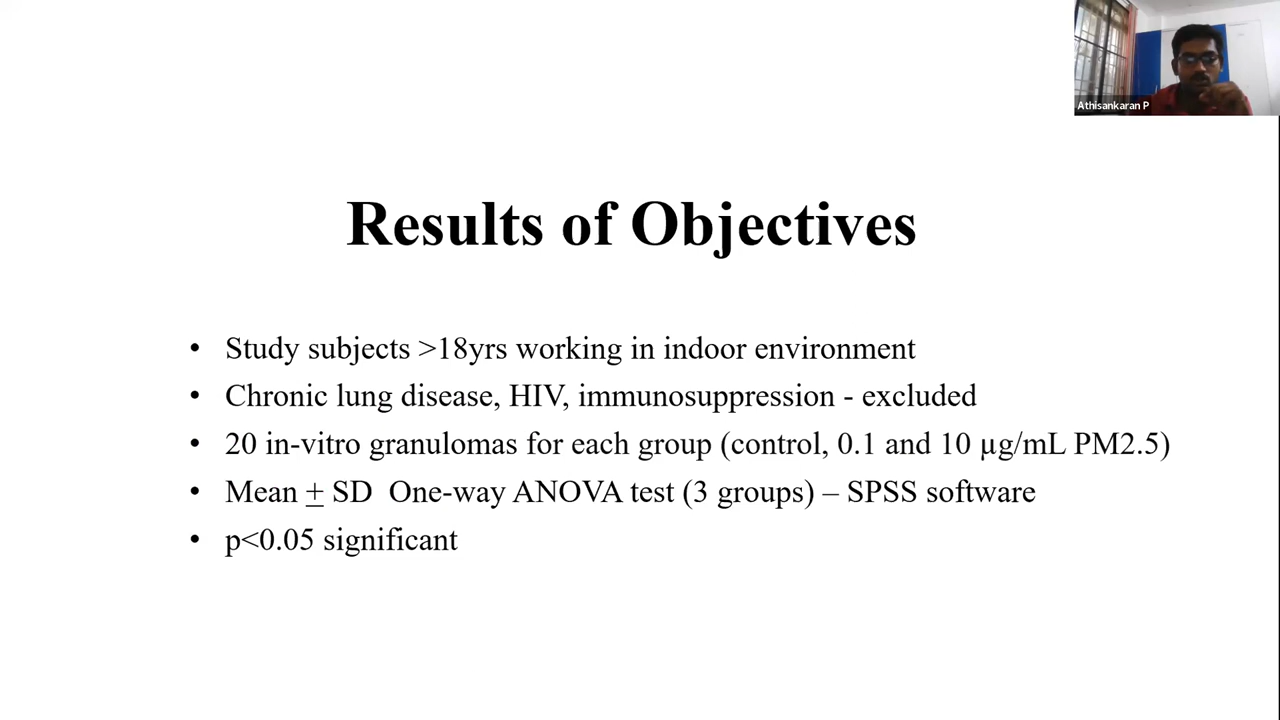 Athisankaran P
Results of Objectives
• Study subjects >18yrs working in indoor environment
• Chronic lung disease, HIV, immunosuppression - excluded
• 20 in-vitro granulomas for each group (control, 0.1 and 10 µg/mL PM2.5)
• Mean ± SD  One-way ANOVA test (3 groups) – SPSS software
• p<0.05 significant